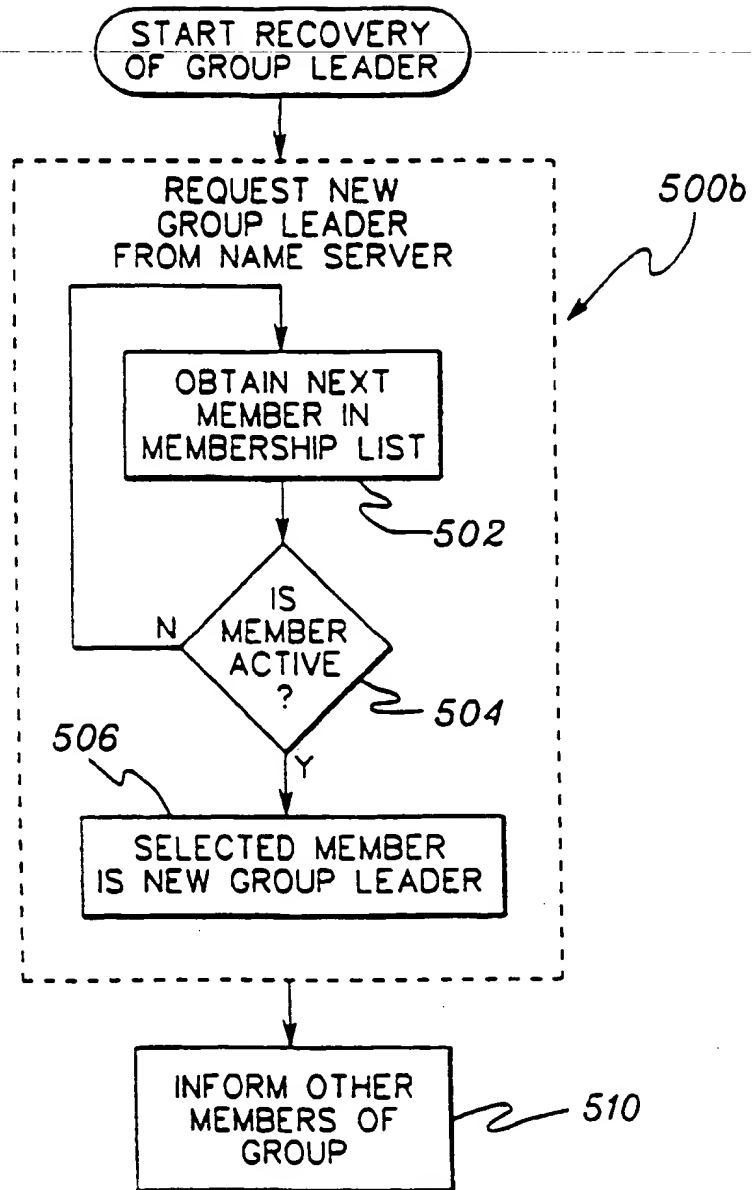 START RECOVERY
OF GROUP LEADER
REQUEST NEW
GROUP LEADER
FROM NAME SERVER
500b
OBTAIN NEXT
MEMBER IN
MEMBERSHIP LIST
502
IS
MEMBER
ACTIVE
?
N
504
Y
506
SELECTED MEMBER
IS NEW GROUP LEADER
INFORM OTHER
MEMBERS OF
GROUP
510